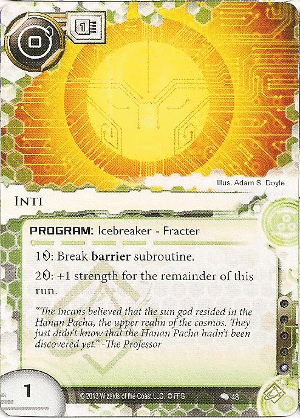 0
1
Illus. Adam S. Doyle
INTI
PROGRAM: Icebreaker - Fracter
1: Break barrier subroutine.
2: +1 strength for the remainder of this
run.
"The Incans believed that the sun god resided in the
Hanan Pacha, the upper realm of the cosmos. They
just didn't know that the Hanan Pacha hadn't been
discovered yet." -The Professor
1
© 2013 Wizards of the Coast LLC. © FFG
48